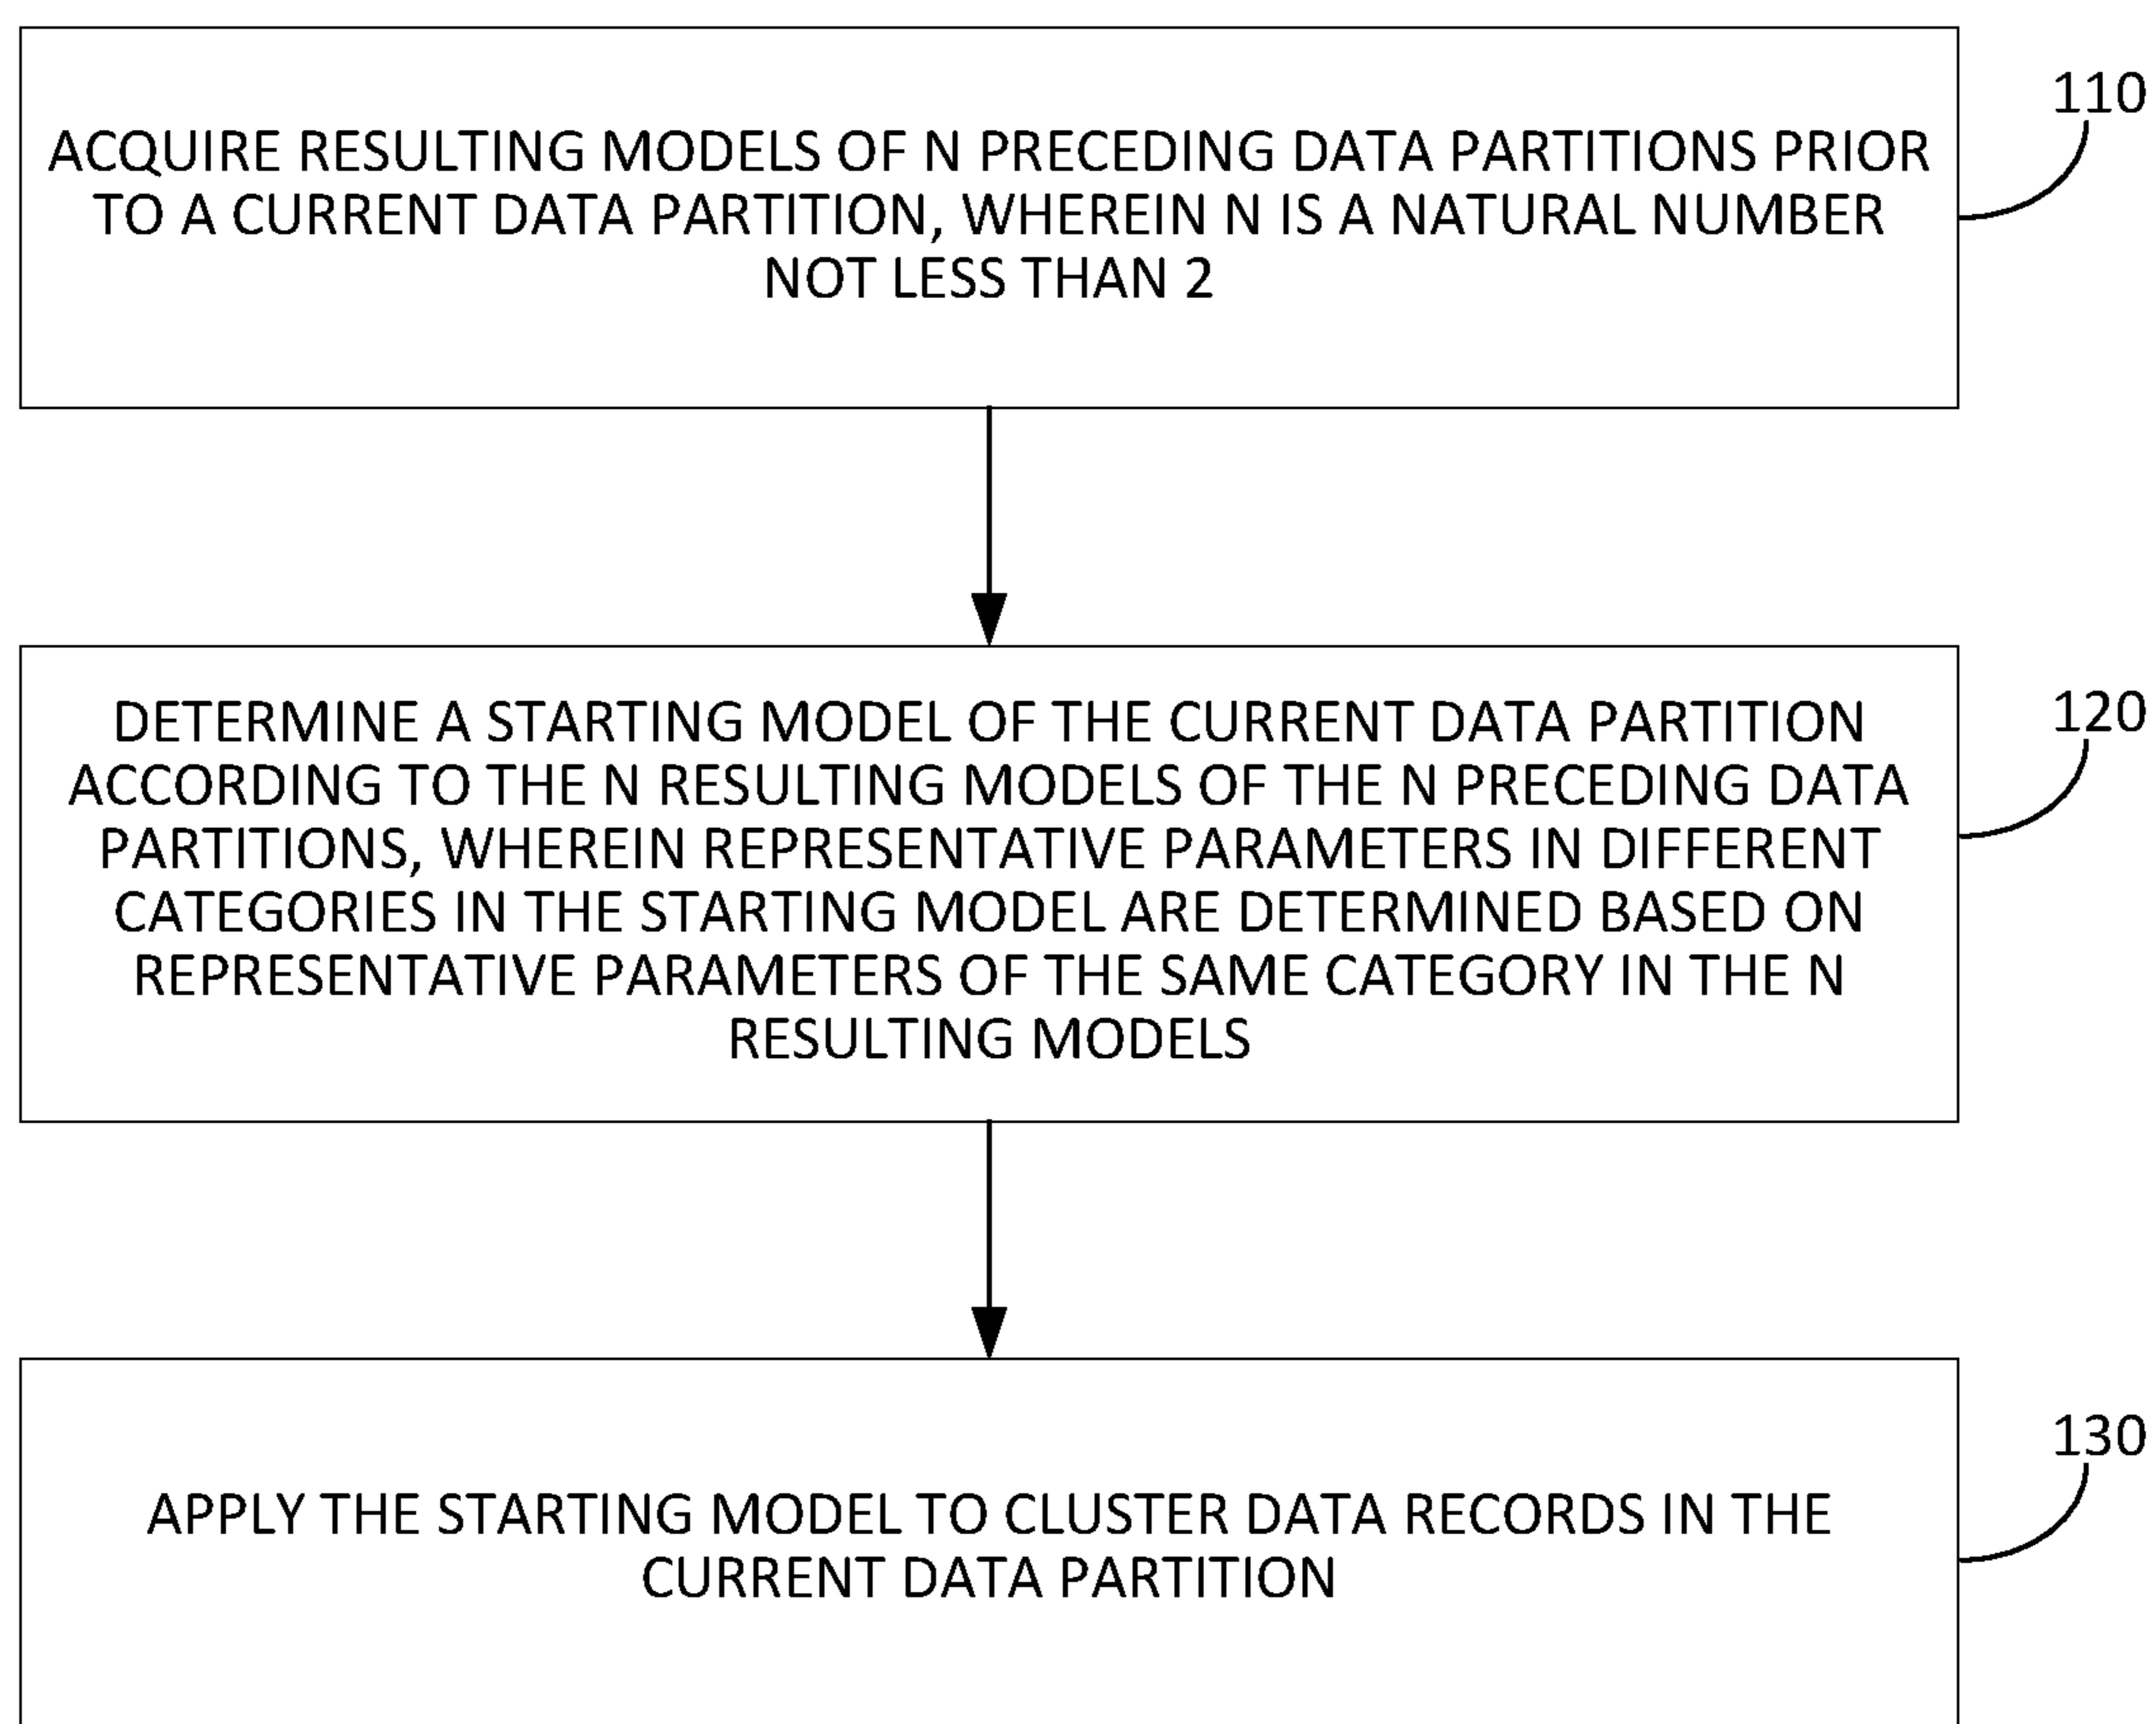 110
ACQUIRE RESULTING MODELS OF N PRECEDING DATA PARTITIONS PRIOR
TO A CURRENT DATA PARTITION, WHEREIN N IS A NATURAL NUMBER
NOT LESS THAN 2
120
DETERMINE A STARTING MODEL OF THE CURRENT DATA PARTITION
ACCORDING TO THE N RESULTING MODELS OF THE N PRECEDING DATA
PARTITIONS, WHEREIN REPRESENTATIVE PARAMETERS IN DIFFERENT
CATEGORIES IN THE STARTING MODEL ARE DETERMINED BASED ON
REPRESENTATIVE PARAMETERS OF THE SAME CATEGORY IN THE N
RESULTING MODELS
130
APPLY THE STARTING MODEL TO CLUSTER DATA RECORDS IN THE
CURRENT DATA PARTITION